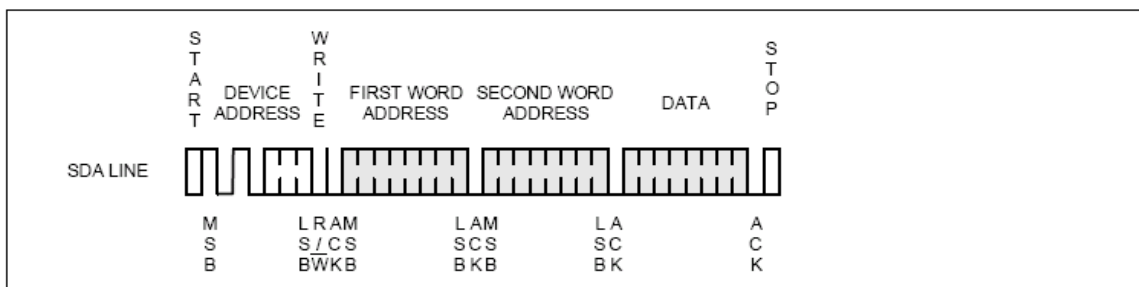 START
DEVICE
ADDRESS
WRITE
FIRST WORD
ADDRESS
SECOND WORD
ADDRESS
DATA
STOP
SDA LINE
MSB
LSB
R/W̅
ACK
MSB
LSB
ACK
MSB
LSB
ACK
ACK